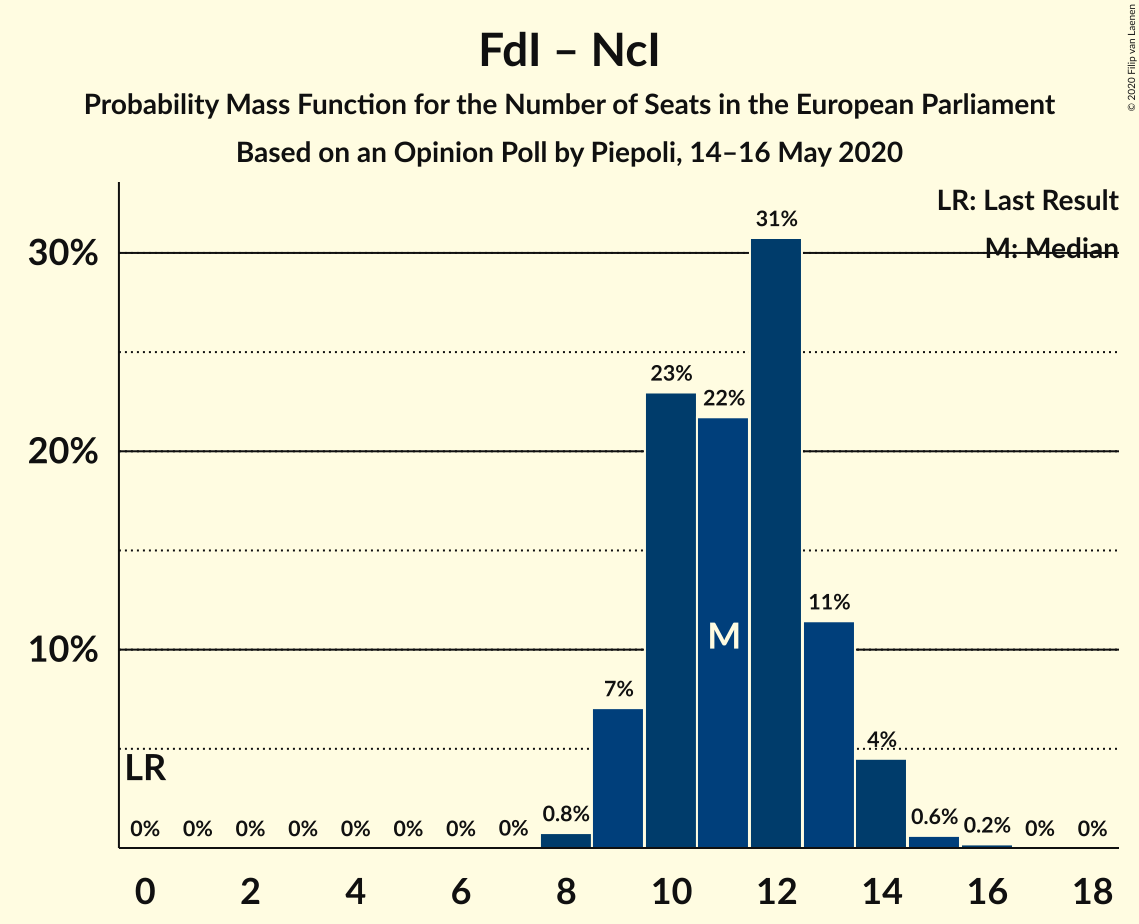 FdI – NcI
Probability Mass Function for the Number of Seats in the European Parliament
Based on an Opinion Poll by Piepoli, 14–16 May 2020
© 2020 Filip van Laenen
LR: Last Result
M: Median
30%
20%
10%
31%
23%
22%
11%
7%
4%
0.8%
0.6%
0.2%
M
LR
0% 0% 0% 0% 0% 0% 0% 0% 0% 0%
0 2 4 6 8 10 12 14 16 18